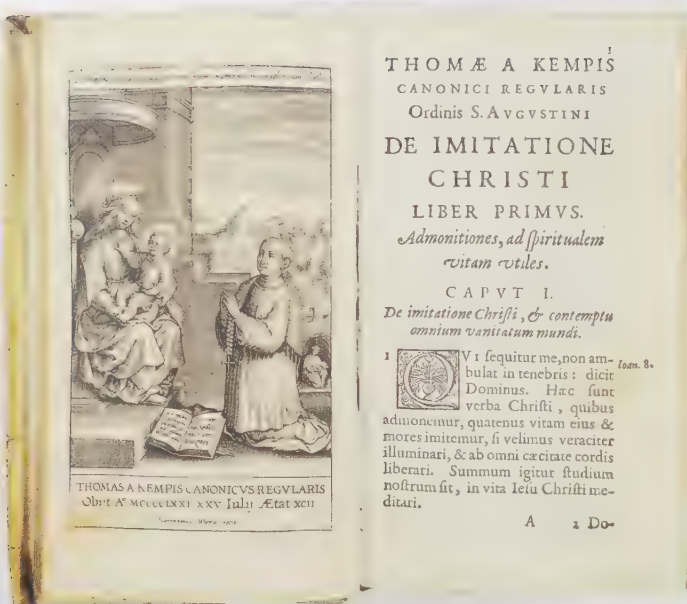 THOMAS A KEMPIS CANONICVS REGVLARIS
Obijt Aº MCCCCLXXI XXV Iulij Ætat XCII
1
THOMÆ A KEMPIS
CANONICI REGVLARIS
Ordinis S. AVGVSTINI
DE IMITATIONE
CHRISTI
LIBER PRIMVS.
Admonitiones, ad ſpiritualem
vitam vtiles.
CAPVT I.
De imitatione Chriſti, & contemptu
omnium vanitatum mundi.
1 QVI ſequitur me, non am- Ioan. 8.
bulat in tenebris : dicit
Dominus. Hæc ſunt
verba Chriſti, quibus
admonemur, quatenus vitam eius &
mores imitemur, ſi velimus veraciter
illuminari, & ab omni cæcitate cordis
liberari. Summum igitur ſtudium
noſtrum ſit, in vita Ieſu Chriſti me-
ditari.
A 2 Do-